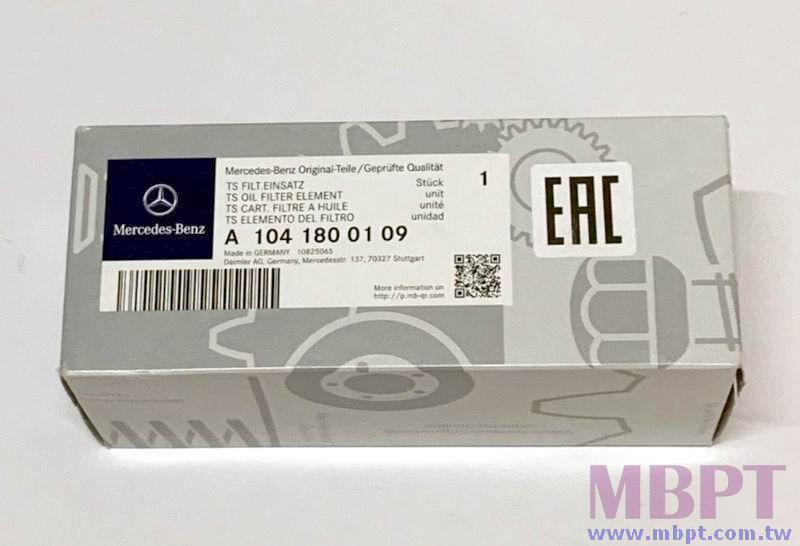 Mercedes-Benz Original-Teile/Geprüfte Qualität
TS FILT.EINSATZ Stück 1
TS OIL FILTER ELEMENT unit
TS CART. FILTRE A HUILE unité
TS ELEMENTO DEL FILTRO unidad
Mercedes-Benz
A 104 180 01 09
Made in GERMANY 10825065
Daimler AG, Germany, Mercedesstr. 137, 70327 Stuttgart
More information on
http://p.mb-qr.com
EAC
MBPT
www.mbpt.com.tw